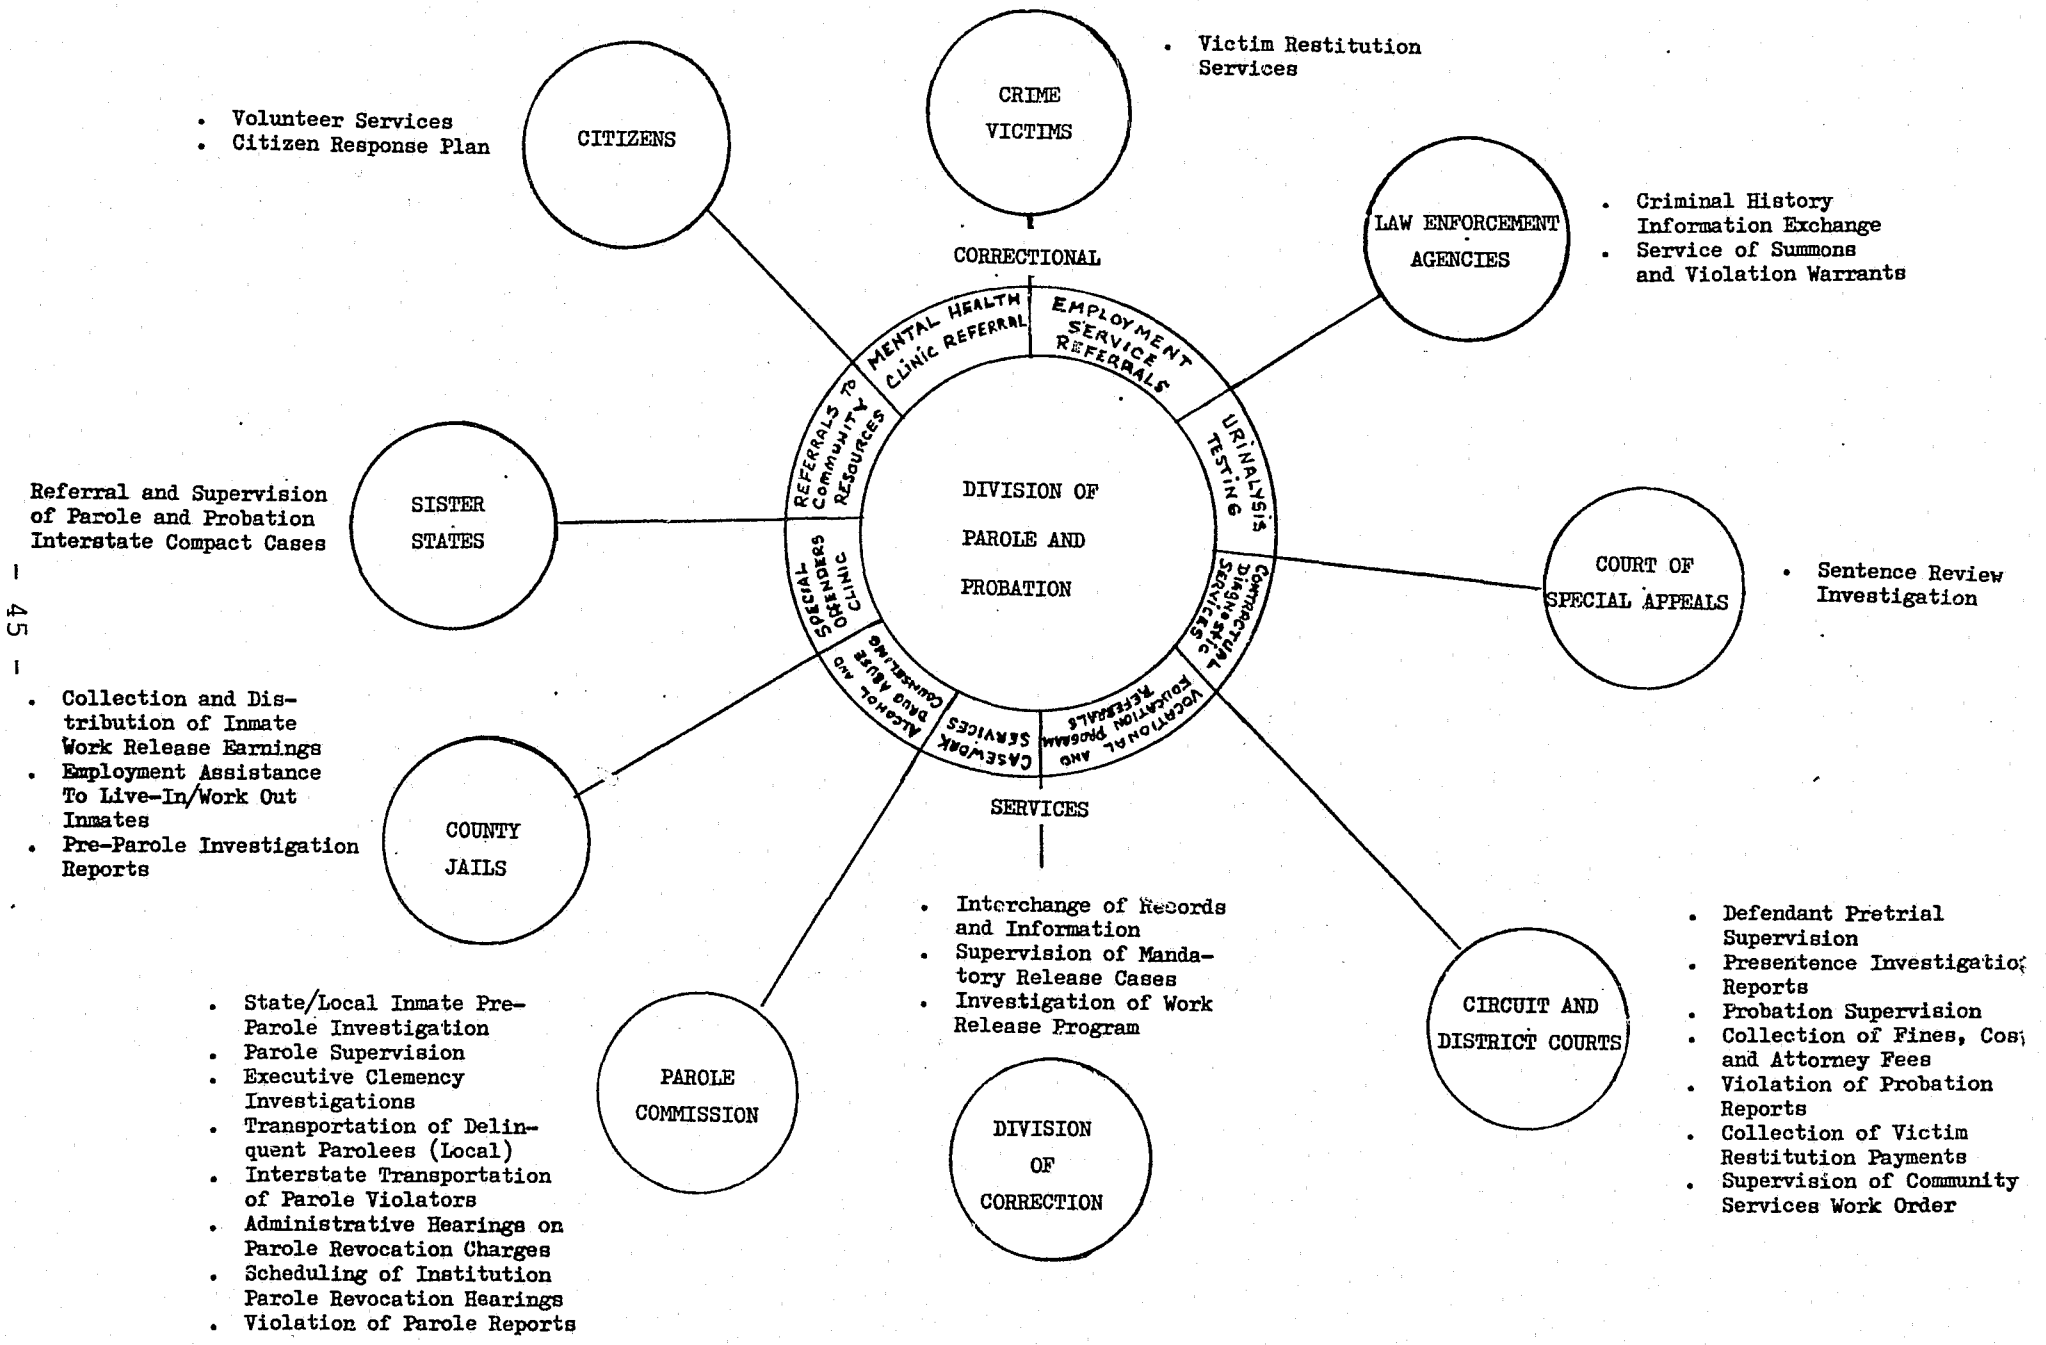 CRIME
VICTIMS
. Victim Restitution
Services
CITIZENS
. Volunteer Services
. Citizen Response Plan
LAW ENFORCEMENT
AGENCIES
. Criminal History
Information Exchange
. Service of Summons
and Violation Warrants
CORRECTIONAL
MENTAL HEALTH
CLINIC REFERRAL
EMPLOYMENT
SERVICE
REFERRALS
URINALYSIS
TESTING
CONTRACTUAL
DIAGNOSTIC
SERVICES
VOCATIONAL AND
EDUCATION PROGRAM
REFERRALS
CASEWORK
SERVICES
ALCOHOL AND
DRUG ABUSE
COUNSELING
SPECIAL
OFFENDERS
CLINIC
REFERRALS TO
COMMUNITY
RESOURCES
DIVISION OF
PAROLE AND
PROBATION
SERVICES
SISTER
STATES
Referral and Supervision
of Parole and Probation
Interstate Compact Cases
COURT OF
SPECIAL APPEALS
. Sentence Review
Investigation
- 45 -
. Collection and Dis-
tribution of Inmate
Work Release Earnings
. Employment Assistance
To Live-In/Work Out
Inmates
. Pre-Parole Investigation
Reports
COUNTY
JAILS
. State/Local Inmate Pre-
Parole Investigation
. Parole Supervision
. Executive Clemency
Investigations
. Transportation of Delin-
quent Parolees (Local)
. Interstate Transportation
of Parole Violators
. Administrative Hearings on
Parole Revocation Charges
. Scheduling of Institution
Parole Revocation Hearings
. Violation of Parole Reports
PAROLE
COMMISSION
. Interchange of Records
and Information
. Supervision of Manda-
tory Release Cases
. Investigation of Work
Release Program
DIVISION
OF
CORRECTION
CIRCUIT AND
DISTRICT COURTS
. Defendant Pretrial
Supervision
. Presentence
Reports
. Probation Supervision
. Collection of Fines,
and Attorney Fees
. Violation of Probation
Reports
. Collection of Victim
Restitution Payments
. Supervision of Community
Services Work Order